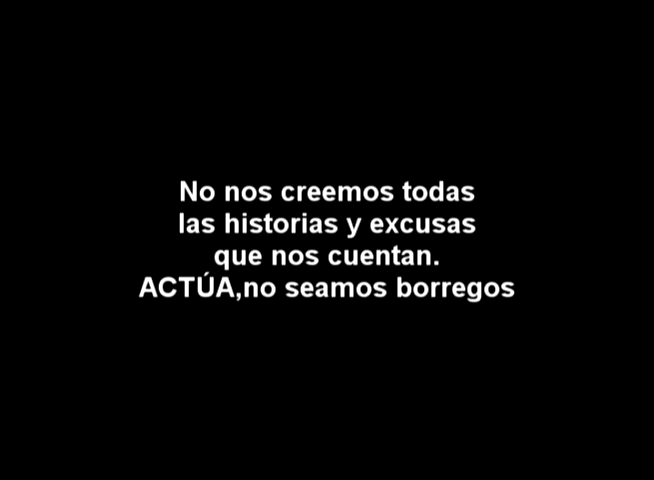 No nos creemos todas
las historias y excusas
que nos cuentan.
ACTÚA,no seamos borregos